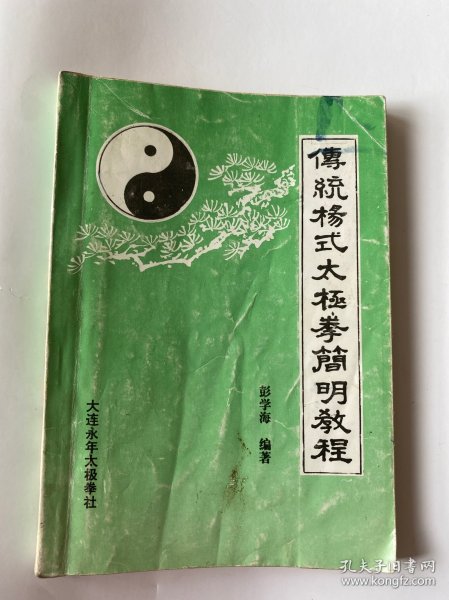 傳統楊式太極拳簡明教程
彭学海 编著
大连永年太极拳社
孔夫子旧书网
www.kongfz.com